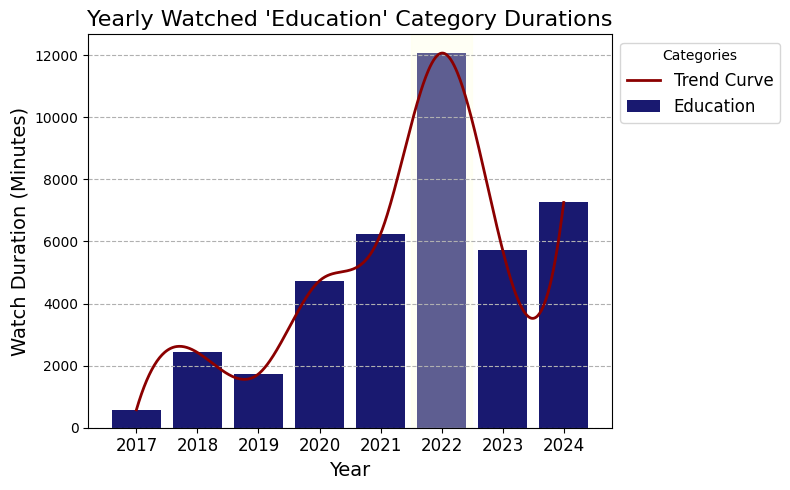 Yearly Watched 'Education' Category Durations
Watch Duration (Minutes)
12000
10000
8000
6000
4000
2000
0
2017 2018 2019 2020 2021 2022 2023 2024
Year
Categories
Trend Curve
Education